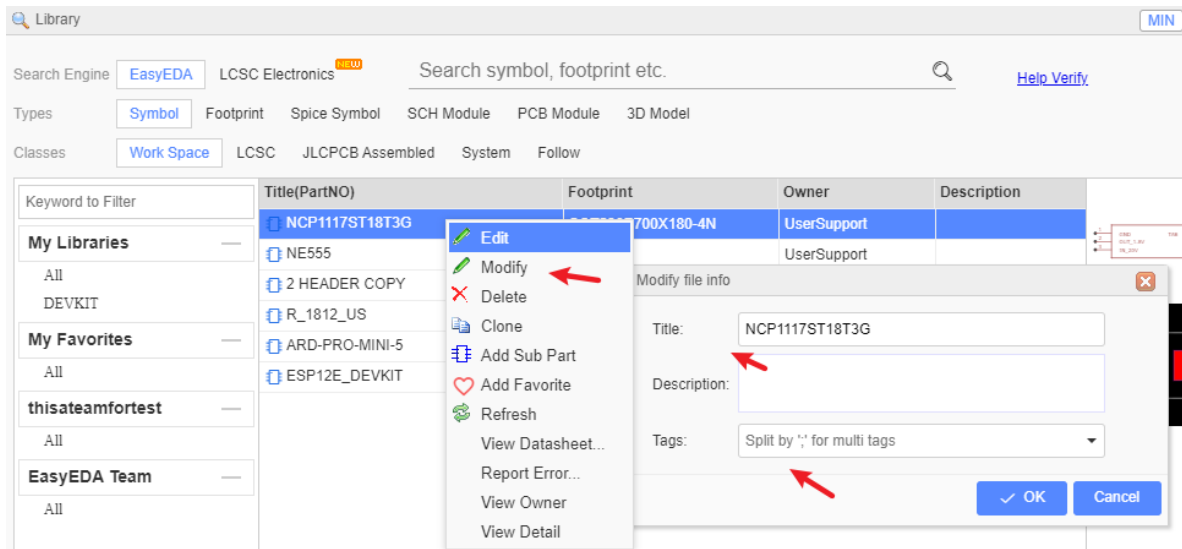 Library
MIN
Search Engine EasyEDA LCSC Electronics NEW Search symbol, footprint etc. Help Verify
Types Symbol Footprint Spice Symbol SCH Module PCB Module 3D Model
Classes Work Space LCSC JLCPCB Assembled System Follow
Keyword to Filter
My Libraries
All
DEVKIT
My Favorites
All
thisateamfortest
All
EasyEDA Team
All
Title(PartNO) Footprint Owner Description
NCP1117ST18T3G 700X180-4N UserSupport
NE555 UserSupport
2 HEADER COPY
R_1812_US
ARD-PRO-MINI-5
ESP12E_DEVKIT
Edit
Modify
Delete
Clone
Add Sub Part
Add Favorite
Refresh
View Datasheet...
Report Error...
View Owner
View Detail
Modify file info
Title: NCP1117ST18T3G
Description:
Tags: Split by ';' for multi tags
OK Cancel